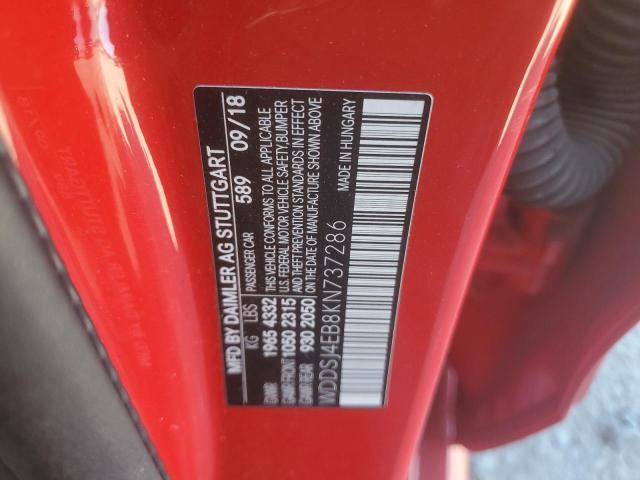 MFD BY DAIMLER AG STUTTGART
PASSENGER CAR 589 09/18
KG LBS
GVWR 1965 4332
GAWR FRONT 1050 2315
GAWR REAR 930 2050
THIS VEHICLE CONFORMS TO ALL APPLICABLE
U.S. FEDERAL MOTOR VEHICLE SAFETY, BUMPER
AND THEFT PREVENTION STANDARDS IN EFFECT
ON THE DATE OF MANUFACTURE SHOWN ABOVE
WDDSJ4EB8KN737286 MADE IN HUNGARY